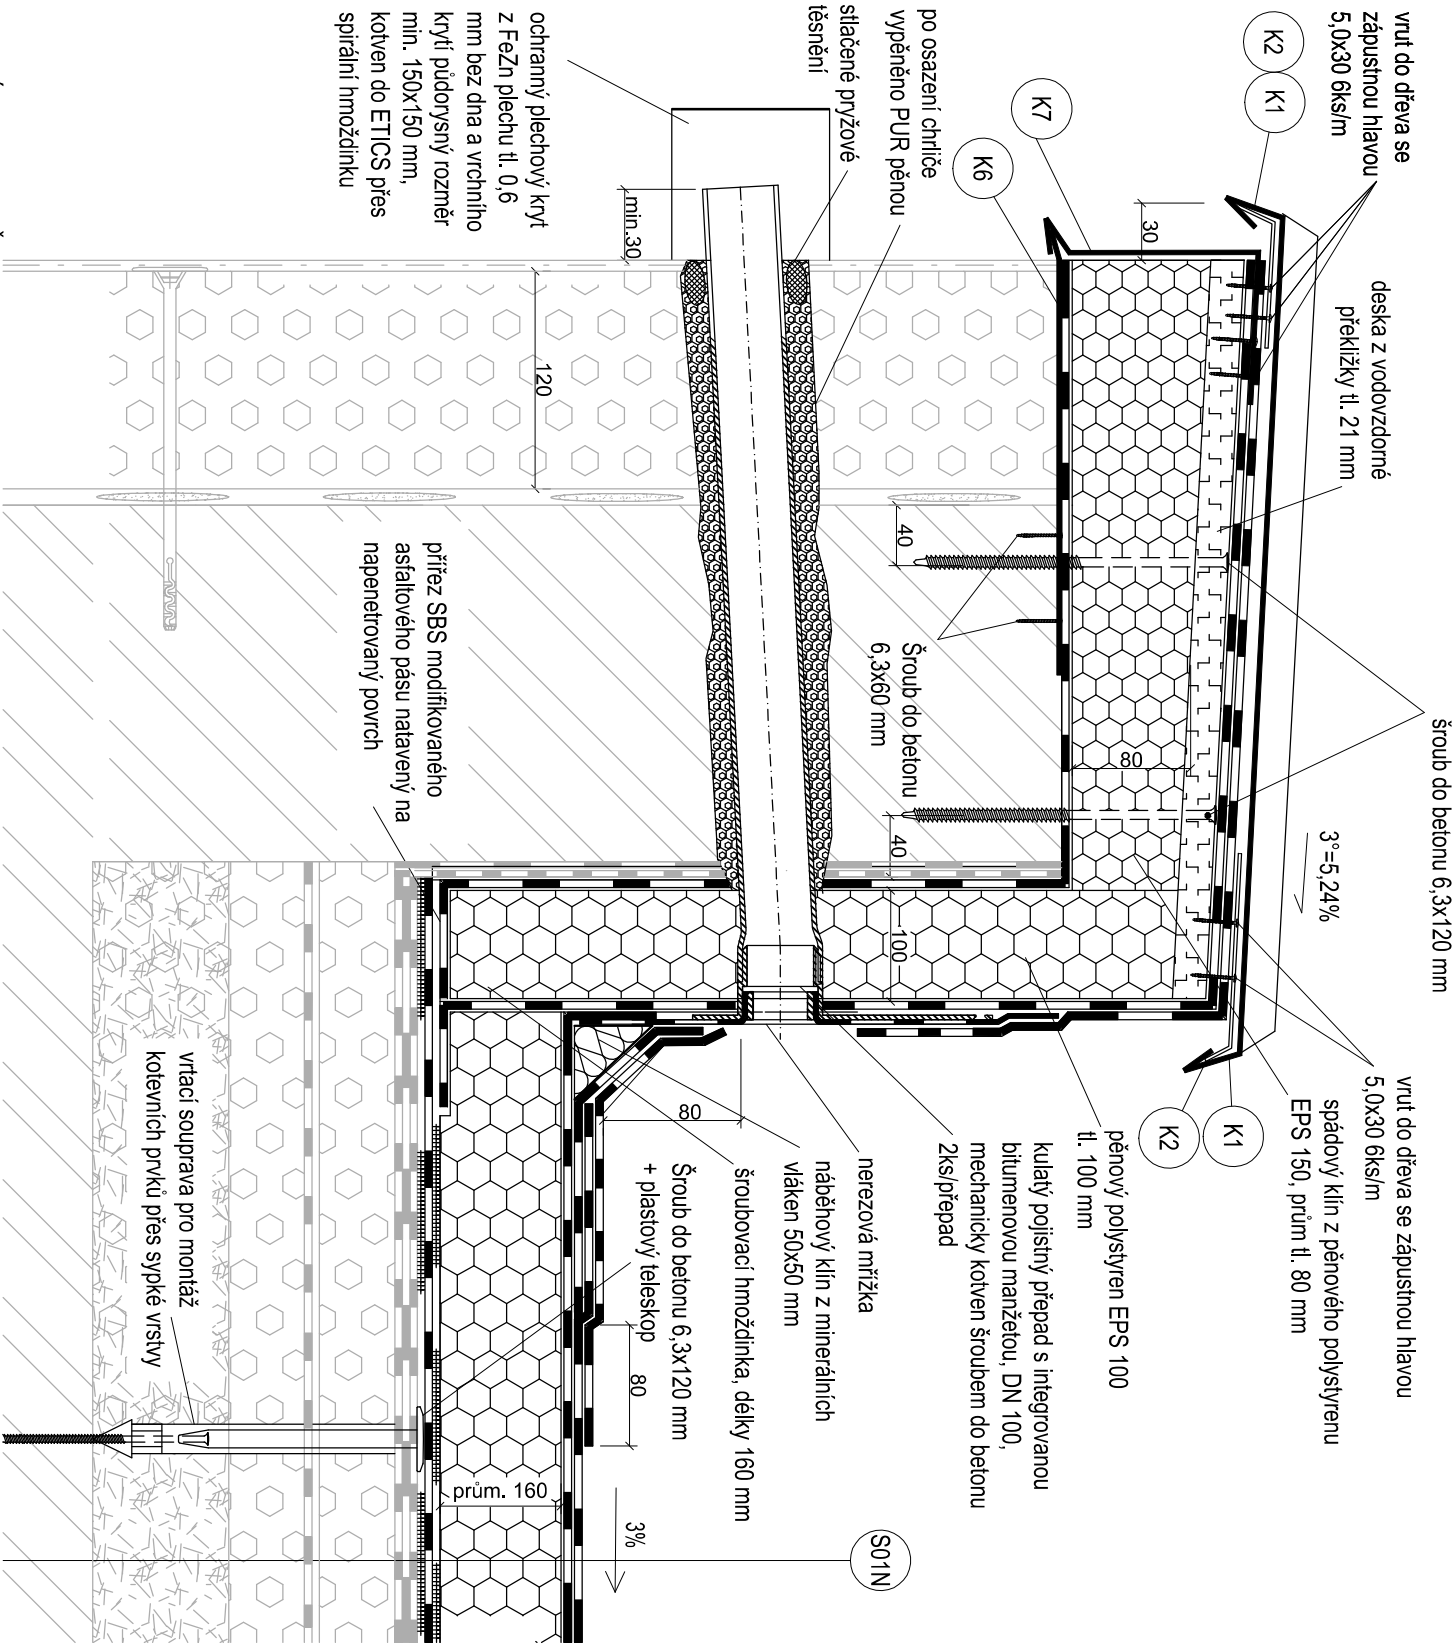 vrut do dřeva se
zápustnou hlavou
5,0x30 6ks/m
K2
K1
K7
K6
30
deska z vodovzdorné
překližky tl. 21 mm
šroub do betonu 6,3x120 mm
3°=5,24%
vrut do dřeva se zápustnou hlavou
5,0x30 6ks/m
spádový klín z pěnového polystyrenu
EPS 150, prům tl. 80 mm
K1
K2
pěnový polystyren EPS 100
tl. 100 mm
kulatý pojistný přepad s integrovanou
bitumenovou manžetou, DN 100,
mechanicky kotven šroubem do betonu
2ks/přepad
nerezová mřížka
náběhový klín z minerálních
vláken 50x50 mm
šroubovací hmoždinka, délky 160 mm
Šroub do betonu 6,3x120 mm
+ plastový teleskop
po osazení chrliče
vypěněno PUR pěnou
stlačené pryžové
těsnění
ochranný plechový kryt
z FeZn plechu tl. 0,6
mm bez dna a vrchního
krytí půdorysný rozměr
min. 150x150 mm,
kotven do ETICS přes
spirální hmoždinku
min.30
120
40
Šroub do betonu
6,3x60 mm
80
40
100
80
80
prům. 160
3%
S01N
přířez SBS modifikovaného
asfaltového pásu natavený na
napenetrovaný povrch
vrtací souprava pro montáž
kotevních prvků přes sypké vrstvy